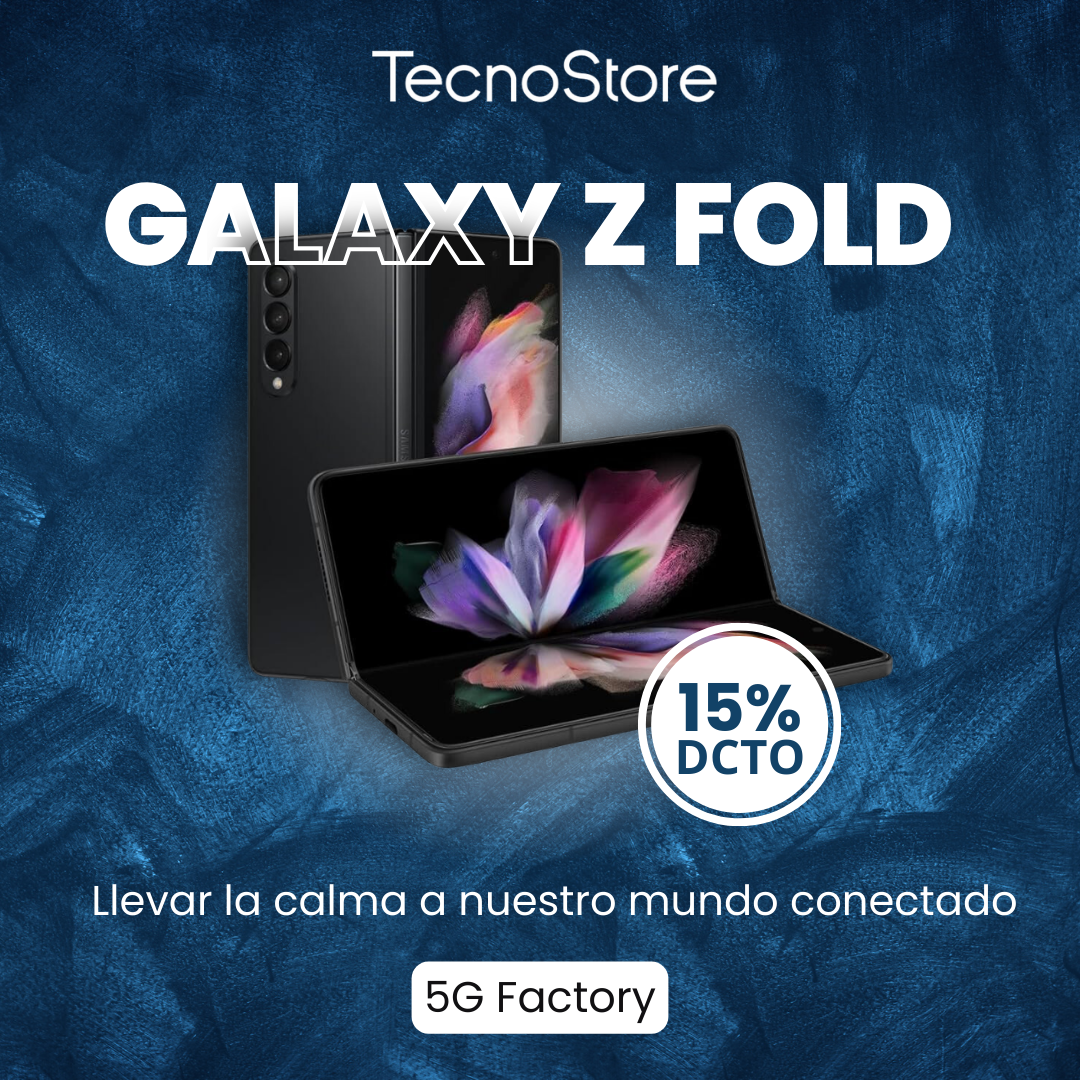 TecnoStore
GALAXY Z FOLD
15%
DCTO
Llevar la calma a nuestro mundo conectado
5G Factory